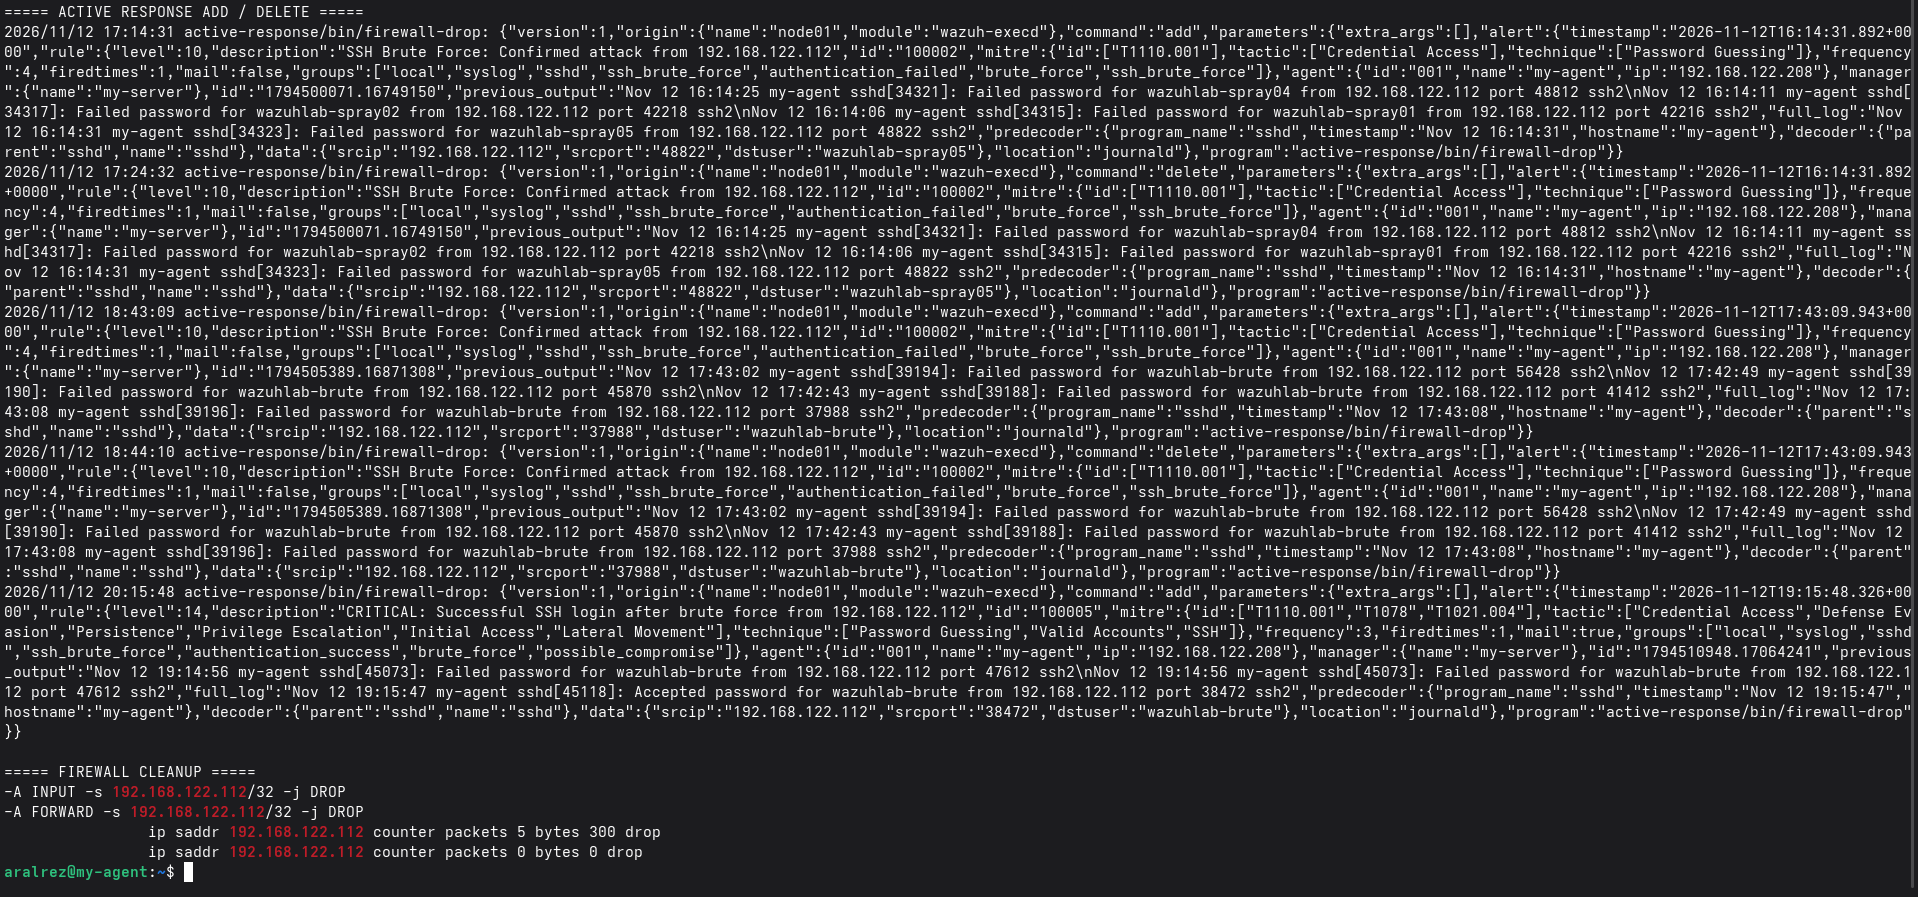 ===== ACTIVE RESPONSE ADD / DELETE =====
2026/11/12 17:14:31 active-response/bin/firewall-drop: {"version":1,"origin":{"name":"node01","module":"wazuh-execd"},"command":"add","parameters":{"extra_args":[],"alert":{"timestamp":"2026-11-12T16:14:31.892+00
00","rule":{"level":10,"description":"SSH Brute Force: Confirmed attack from 192.168.122.112","id":"100002","mitre":{"id":["T1110.001"],"tactic":["Credential Access"],"technique":["Password Guessing"]},"frequency
":4,"firedtimes":1,"mail":false,"groups":["local","syslog","sshd","ssh_brute_force","authentication_failed","brute_force","ssh_brute_force"]},"agent":{"id":"001","name":"my-agent","ip":"192.168.122.208"},"manager
":{"name":"my-server"},"id":"1794500071.16749150","previous_output":"Nov 12 16:14:25 my-agent sshd[34321]: Failed password for wazuhlab-spray04 from 192.168.122.112 port 48812 ssh2\nNov 12 16:14:11 my-agent sshd[
34317]: Failed password for wazuhlab-spray02 from 192.168.122.112 port 42218 ssh2\nNov 12 16:14:06 my-agent sshd[34315]: Failed password for wazuhlab-spray01 from 192.168.122.112 port 42216 ssh2","full_log":"Nov
12 16:14:31 my-agent sshd[34323]: Failed password for wazuhlab-spray05 from 192.168.122.112 port 48822 ssh2","predecoder":{"program_name":"sshd","timestamp":"Nov 12 16:14:31","hostname":"my-agent"},"decoder":{"pa
rent":"sshd","name":"sshd"},"data":{"srcip":"192.168.122.112","srcport":"48822","dstuser":"wazuhlab-spray05"},"location":"journald"},"program":"active-response/bin/firewall-drop"}}
2026/11/12 17:24:32 active-response/bin/firewall-drop: {"version":1,"origin":{"name":"node01","module":"wazuh-execd"},"command":"delete","parameters":{"extra_args":[],"alert":{"timestamp":"2026-11-12T16:14:31.892
+0000","rule":{"level":10,"description":"SSH Brute Force: Confirmed attack from 192.168.122.112","id":"100002","mitre":{"id":["T1110.001"],"tactic":["Credential Access"],"technique":["Password Guessing"]},"freque
ncy":4,"firedtimes":1,"mail":false,"groups":["local","syslog","sshd","ssh_brute_force","authentication_failed","brute_force","ssh_brute_force"]},"agent":{"id":"001","name":"my-agent","ip":"192.168.122.208"},"mana
ger":{"name":"my-server"},"id":"1794500071.16749150","previous_output":"Nov 12 16:14:25 my-agent sshd[34321]: Failed password for wazuhlab-spray04 from 192.168.122.112 port 48812 ssh2\nNov 12 16:14:11 my-agent ss
hd[34317]: Failed password for wazuhlab-spray02 from 192.168.122.112 port 42218 ssh2\nNov 12 16:14:06 my-agent sshd[34315]: Failed password for wazuhlab-spray01 from 192.168.122.112 port 42216 ssh2","full_log":"N
ov 12 16:14:31 my-agent sshd[34323]: Failed password for wazuhlab-spray05 from 192.168.122.112 port 48822 ssh2","predecoder":{"program_name":"sshd","timestamp":"Nov 12 16:14:31","hostname":"my-agent"},"decoder":{
"parent":"sshd","name":"sshd"},"data":{"srcip":"192.168.122.112","srcport":"48822","dstuser":"wazuhlab-spray05"},"location":"journald"},"program":"active-response/bin/firewall-drop"}}
2026/11/12 18:43:09 active-response/bin/firewall-drop: {"version":1,"origin":{"name":"node01","module":"wazuh-execd"},"command":"add","parameters":{"extra_args":[],"alert":{"timestamp":"2026-11-12T17:43:09.943+00
00","rule":{"level":10,"description":"SSH Brute Force: Confirmed attack from 192.168.122.112","id":"100002","mitre":{"id":["T1110.001"],"tactic":["Credential Access"],"technique":["Password Guessing"]},"frequency
":4,"firedtimes":1,"mail":false,"groups":["local","syslog","sshd","ssh_brute_force","authentication_failed","brute_force","ssh_brute_force"]},"agent":{"id":"001","name":"my-agent","ip":"192.168.122.208"},"manager
":{"name":"my-server"},"id":"1794505389.16871308","previous_output":"Nov 12 17:43:02 my-agent sshd[39194]: Failed password for wazuhlab-brute from 192.168.122.112 port 56428 ssh2\nNov 12 17:42:49 my-agent sshd[39
190]: Failed password for wazuhlab-brute from 192.168.122.112 port 45870 ssh2\nNov 12 17:42:43 my-agent sshd[39188]: Failed password for wazuhlab-brute from 192.168.122.112 port 41412 ssh2","full_log":"Nov 12 17:
43:08 my-agent sshd[39196]: Failed password for wazuhlab-brute from 192.168.122.112 port 37988 ssh2","predecoder":{"program_name":"sshd","timestamp":"Nov 12 17:43:08","hostname":"my-agent"},"decoder":{"parent":"s
shd","name":"sshd"},"data":{"srcip":"192.168.122.112","srcport":"37988","dstuser":"wazuhlab-brute"},"location":"journald"},"program":"active-response/bin/firewall-drop"}}
2026/11/12 18:44:10 active-response/bin/firewall-drop: {"version":1,"origin":{"name":"node01","module":"wazuh-execd"},"command":"delete","parameters":{"extra_args":[],"alert":{"timestamp":"2026-11-12T17:43:09.943
+0000","rule":{"level":10,"description":"SSH Brute Force: Confirmed attack from 192.168.122.112","id":"100002","mitre":{"id":["T1110.001"],"tactic":["Credential Access"],"technique":["Password Guessing"]},"freque
ncy":4,"firedtimes":1,"mail":false,"groups":["local","syslog","sshd","ssh_brute_force","authentication_failed","brute_force","ssh_brute_force"]},"agent":{"id":"001","name":"my-agent","ip":"192.168.122.208"},"mana
ger":{"name":"my-server"},"id":"1794505389.16871308","previous_output":"Nov 12 17:43:02 my-agent sshd[39194]: Failed password for wazuhlab-brute from 192.168.122.112 port 56428 ssh2\nNov 12 17:42:49 my-agent sshd
[39190]: Failed password for wazuhlab-brute from 192.168.122.112 port 45870 ssh2\nNov 12 17:42:43 my-agent sshd[39188]: Failed password for wazuhlab-brute from 192.168.122.112 port 41412 ssh2","full_log":"Nov 12
17:43:08 my-agent sshd[39196]: Failed password for wazuhlab-brute from 192.168.122.112 port 37988 ssh2","predecoder":{"program_name":"sshd","timestamp":"Nov 12 17:43:08","hostname":"my-agent"},"decoder":{"parent"
:"sshd","name":"sshd"},"data":{"srcip":"192.168.122.112","srcport":"37988","dstuser":"wazuhlab-brute"},"location":"journald"},"program":"active-response/bin/firewall-drop"}}
2026/11/12 20:15:48 active-response/bin/firewall-drop: {"version":1,"origin":{"name":"node01","module":"wazuh-execd"},"command":"add","parameters":{"extra_args":[],"alert":{"timestamp":"2026-11-12T19:15:48.326+00
00","rule":{"level":14,"description":"CRITICAL: Successful SSH login after brute force from 192.168.122.112","id":"100005","mitre":{"id":["T1110.001","T1078","T1021.004"],"tactic":["Credential Access","Defense Ev
asion","Persistence","Privilege Escalation","Initial Access","Lateral Movement"],"technique":["Password Guessing","Valid Accounts","SSH"]},"frequency":3,"firedtimes":1,"mail":true,"groups":["local","syslog","sshd
","ssh_brute_force","authentication_success","brute_force","possible_compromise"]},"agent":{"id":"001","name":"my-agent","ip":"192.168.122.208"},"manager":{"name":"my-server"},"id":"1794510948.17064241","previous
_output":"Nov 12 19:14:56 my-agent sshd[45073]: Failed password for wazuhlab-brute from 192.168.122.112 port 47612 ssh2\nNov 12 19:14:56 my-agent sshd[45073]: Failed password for wazuhlab-brute from 192.168.122.1
12 port 47612 ssh2","full_log":"Nov 12 19:15:47 my-agent sshd[45118]: Accepted password for wazuhlab-brute from 192.168.122.112 port 38472 ssh2","predecoder":{"program_name":"sshd","timestamp":"Nov 12 19:15:47","
hostname":"my-agent"},"decoder":{"parent":"sshd","name":"sshd"},"data":{"srcip":"192.168.122.112","srcport":"38472","dstuser":"wazuhlab-brute"},"location":"journald"},"program":"active-response/bin/firewall-drop"
}}
===== FIREWALL CLEANUP =====
-A INPUT -s 192.168.122.112/32 -j DROP
-A FORWARD -s 192.168.122.112/32 -j DROP
ip saddr 192.168.122.112 counter packets 5 bytes 300 drop
ip saddr 192.168.122.112 counter packets 0 bytes 0 drop
aralrez@my-agent:~$